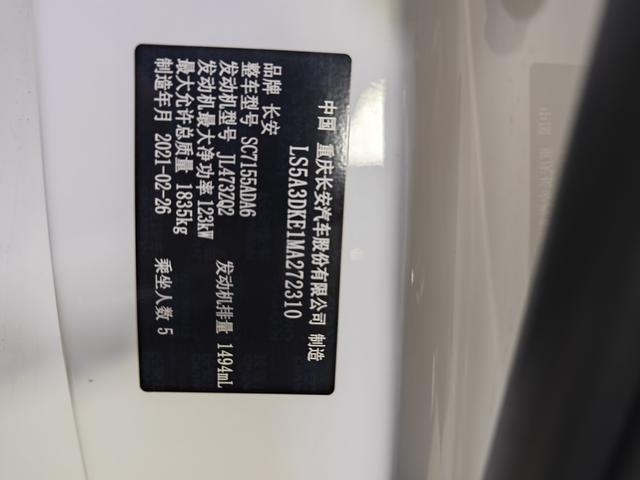 中国 重庆长安汽车股份有限公司 制造
LS5A3DKE1MA272310
品牌 长安
整车型号 SC7155ADA6
发动机型号 JL473ZQ2 发动机排量 1494mL
发动机最大净功率 123kW
最大允许总质量 1835kg
制造年月 2021-02-26 乘坐人数 5